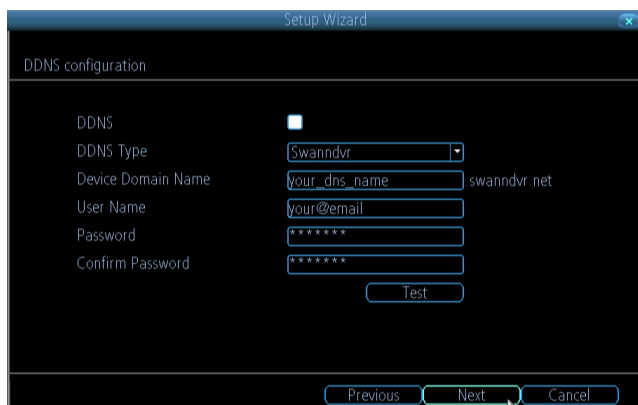 Setup Wizard
DDNS configuration
DDNS
DDNS Type Swanndvr
Device Domain Name your_dns_name .swanndvr.net
User Name your@email
Password *******
Confirm Password *******
Test
Previous Next Cancel